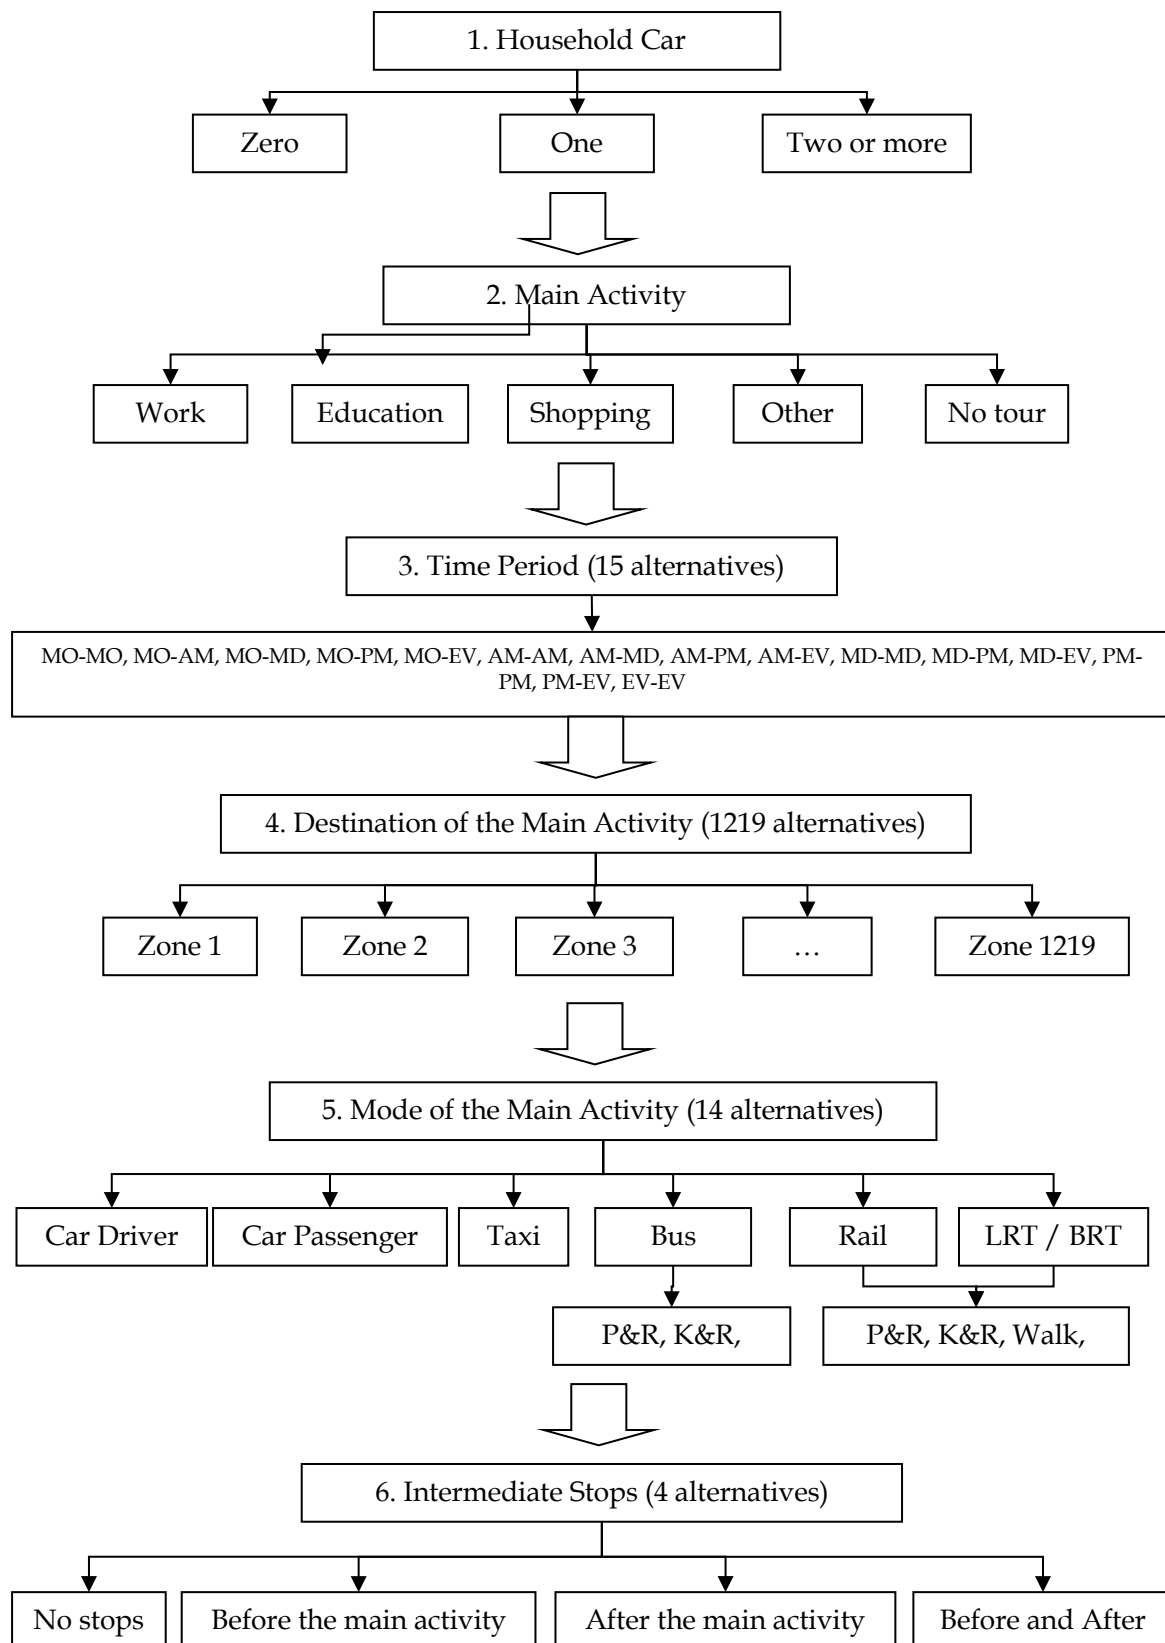 1. Household Car
Zero
One
Two or more
2. Main Activity
Work
Education
Shopping
Other
No tour
3. Time Period (15 alternatives)
MO-MO, MO-AM, MO-MD, MO-PM, MO-EV, AM-AM, AM-MD, AM-PM, AM-EV, MD-MD, MD-PM, MD-EV, PM-
PM, PM-EV, EV-EV
4. Destination of the Main Activity (1219 alternatives)
Zone 1
Zone 2
Zone 3
…
Zone 1219
5. Mode of the Main Activity (14 alternatives)
Car Driver
Car Passenger
Taxi
Bus
Rail
LRT / BRT
P&R, K&R,
P&R, K&R, Walk,
6. Intermediate Stops (4 alternatives)
No stops
Before the main activity
After the main activity
Before and After